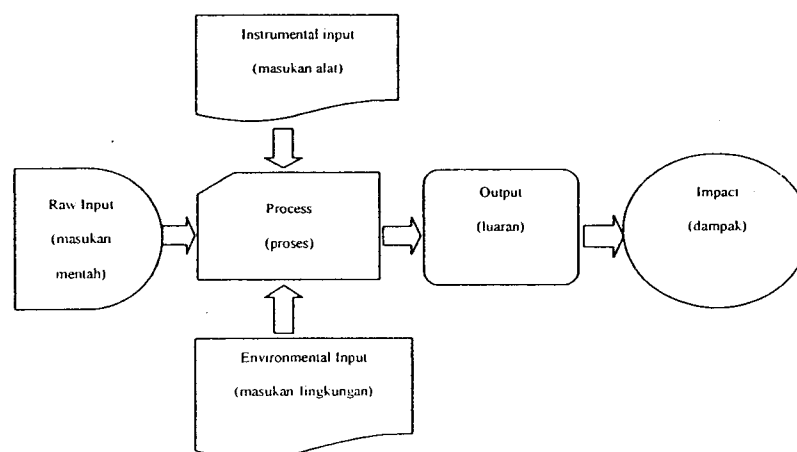 Instrumental input
(masukan alat)
Raw Input
(masukan
mentah)
Process
(proses)
Output
(luaran)
Impact
(dampak)
Environmental Input
(masukan lingkungan)